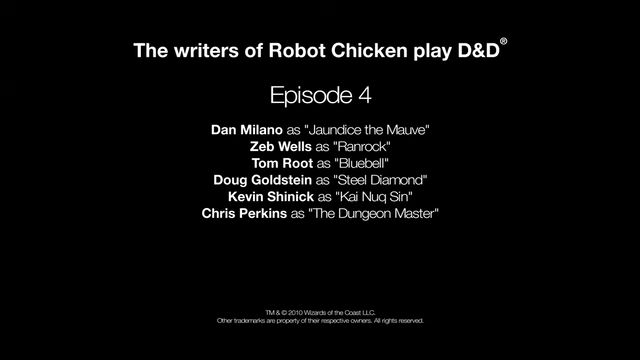 The writers of Robot Chicken play D&D®
Episode 4
Dan Milano as "Jaundice the Mauve"
Zeb Wells as "Ranrock"
Tom Root as "Bluebell"
Doug Goldstein as "Steel Diamond"
Kevin Shinick as "Kai Nuq Sin"
Chris Perkins as "The Dungeon Master"
TM & © 2010 Wizards of the Coast LLC.
Other trademarks are property of their respective owners. All rights reserved.